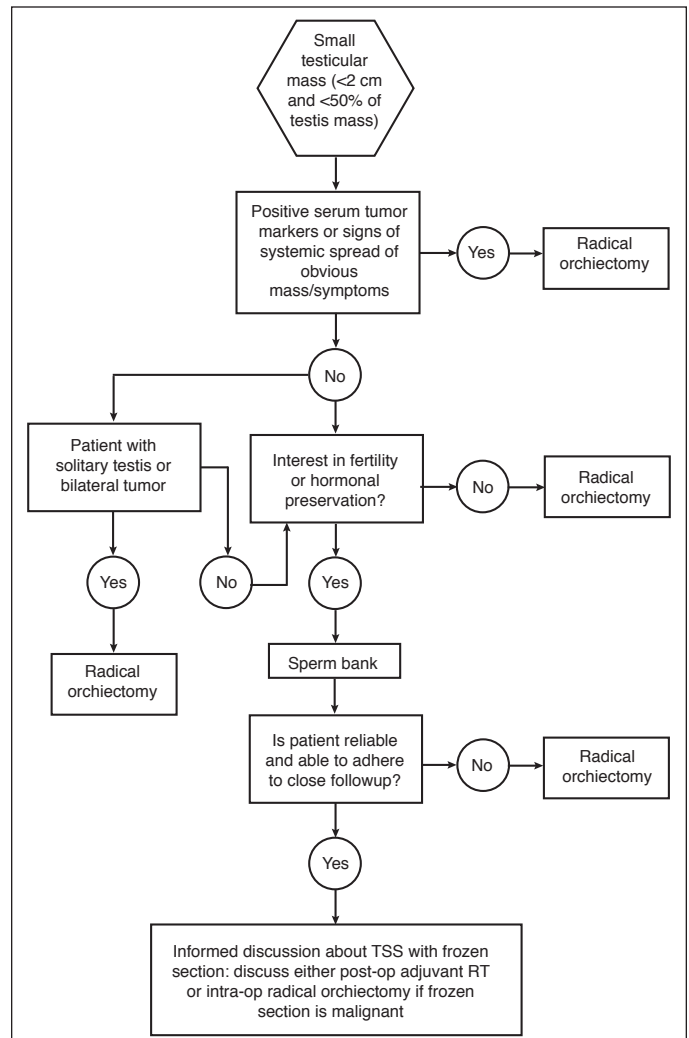 Small
testicular
mass (<2 cm
and <50% of
testis mass)
Positive serum tumor
markers or signs of
systemic spread of
obvious
mass/symptoms
Yes
Radical
orchiectomy
No
Patient with
solitary testis or
bilateral tumor
Interest in fertility
or hormonal
preservation?
No
Radical
orchiectomy
Yes
No
Yes
Radical
orchiectomy
Sperm bank
Is patient reliable
and able to adhere
to close followup?
No
Radical
orchiectomy
Yes
Informed discussion about TSS with frozen
section: discuss either post-op adjuvant RT
or intra-op radical orchiectomy if frozen
section is malignant